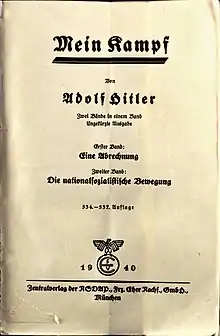 Mein Kampf
Von
Adolf Hitler
Zwei Bände in einem Band
Ungekürzte Ausgabe
Erster Band:
Eine Abrechnung
Zweiter Band:
Die nationalsozialistische Bewegung
534.–537. Auflage
1940
Zentralverlag der NSDAP., Frz. Eher Nachf., GmbH.,
München